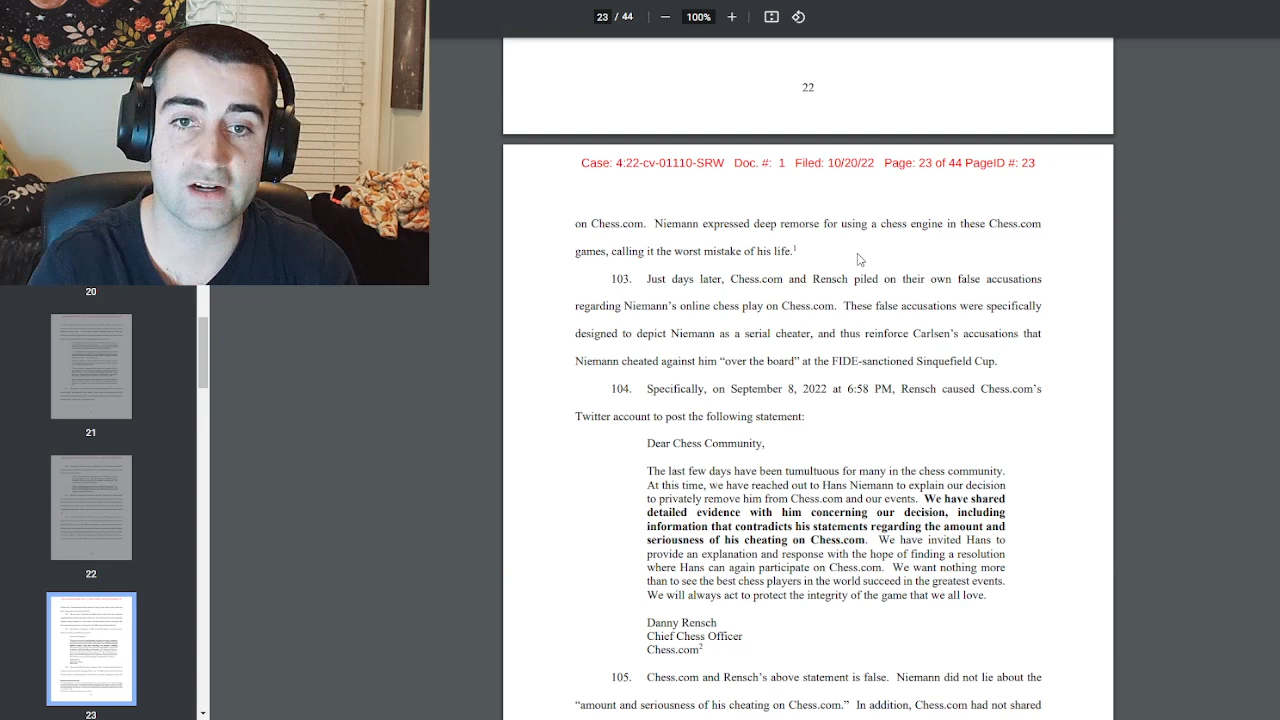 23 / 44
100%
22
Case: 4:22-cv-01110-SRW Doc. #: 1 Filed: 10/20/22 Page: 23 of 44 PageID #: 23
on Chess.com. Niemann expressed deep remorse for using a chess engine in these Chess.com
games, calling it the worst mistake of his life.1
103. Just days later, Chess.com and Rensch piled on their own false accusations
regarding Niemann's online chess play on Chess.com. These false accusations were specifically
designed to depict Niemann as a serial cheater, and thus reinforce Carlsen's accusations that
Niemann cheated against him "over the board" at the FIDE-sanctioned Sinquefield Cup.
104. Specifically, on September 8, 2022 at 6:58 PM, Rensch caused Chess.com's
Twitter account to post the following statement:
Dear Chess Community,
The last few days have been tumultuous for many in the chess community.
At this time, we have reached out to Hans Niemann to explain our decision
to privately remove him from Chess.com and our events. We have shared
detailed evidence with him concerning our decision, including
information that contradicts his statements regarding the amount and
seriousness of his cheating on Chess.com. We have invited Hans to
provide an explanation and response with the hope of finding a resolution
where Hans can again participate on Chess.com. We want nothing more
than to see the best chess players in the world succeed in the greatest events.
We will always act to protect the integrity of the game that we all love.
Danny Rensch
Chief Chess Officer
Chess.com2
105. Chess.com and Rensch's above statement is false. Niemann did not lie about the
"amount and seriousness of his cheating on Chess.com." In addition, Chess.com had not shared
20
21
22
23